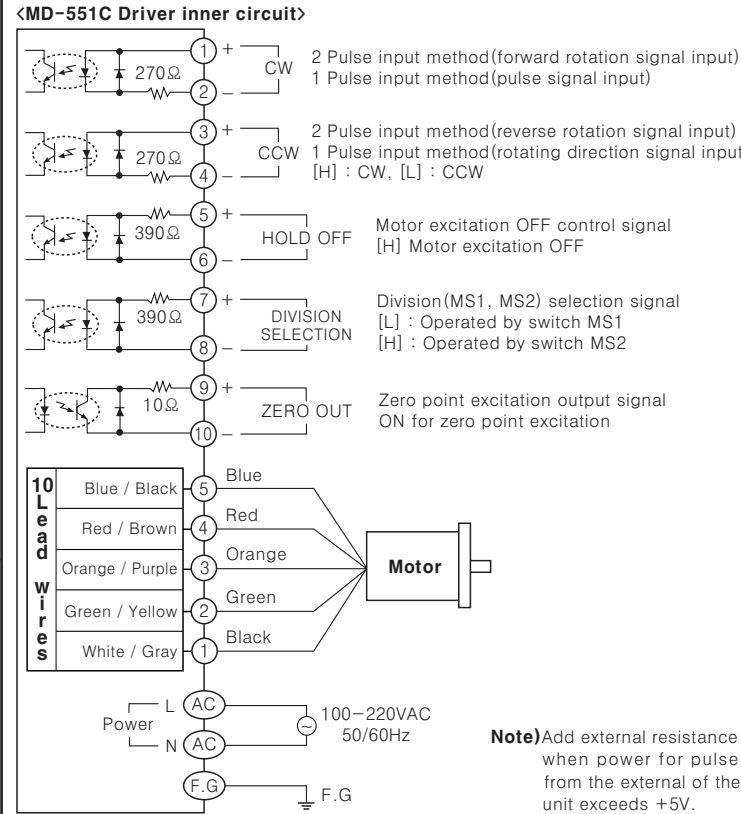 <MD-551C Driver inner circuit>
1 +
CW
2 Pulse input method(forward rotation signal input)
1 Pulse input method(pulse signal input)
270Ω
2 −
3 +
CCW
2 Pulse input method(reverse rotation signal input)
1 Pulse input method(rotating direction signal input
[H] : CW, [L] : CCW
270Ω
4 −
5 +
390Ω
HOLD OFF
Motor excitation OFF control signal
[H] Motor excitation OFF
6 −
7 +
390Ω
DIVISION
SELECTION
Division(MS1, MS2) selection signal
[L] : Operated by switch MS1
[H] : Operated by switch MS2
8 −
9 +
10Ω
ZERO OUT
Zero point excitation output signal
ON for zero point excitation
10 −
10 Lead wires
Blue / Black 5 Blue
Red / Brown 4 Red
Orange / Purple 3 Orange
Green / Yellow 2 Green
White / Gray 1 Black
Motor
Power
L AC
N AC
100−220VAC
50/60Hz
F.G F.G
Note)Add external resistance
when power for pulse
from the external of the
unit exceeds +5V.